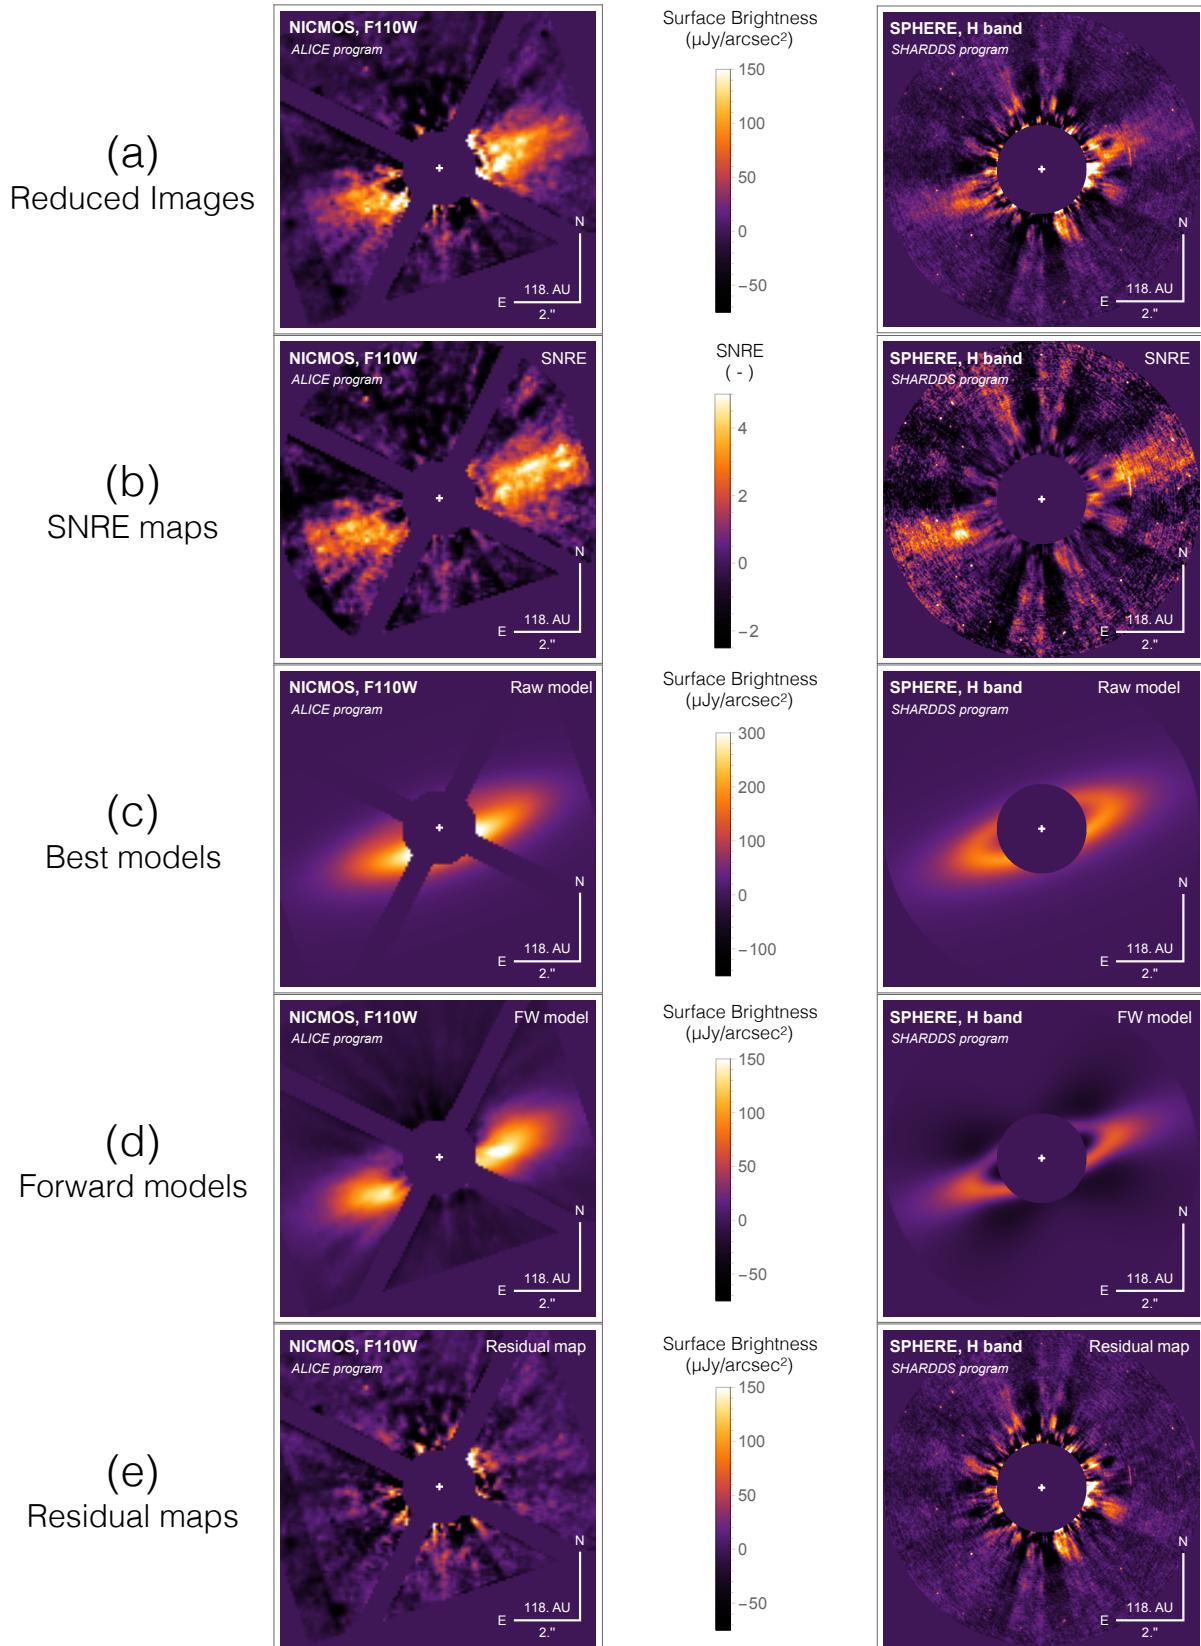 (a)
Reduced Images
NICMOS, F110W
ALICE program
N
118. AU
E
2."
Surface Brightness
(µJy/arcsec²)
150
100
50
0
−50
SPHERE, H band
SHARDDS program
N
118. AU
E
2."
(b)
SNRE maps
NICMOS, F110W SNRE
ALICE program
N
118. AU
E
2."
SNRE
( - )
4
2
0
−2
SPHERE, H band SNRE
SHARDDS program
N
118. AU
E
2."
(c)
Best models
NICMOS, F110W Raw model
ALICE program
N
118. AU
E
2."
Surface Brightness
(µJy/arcsec²)
300
200
100
0
−100
SPHERE, H band Raw model
SHARDDS program
N
118. AU
E
2."
(d)
Forward models
NICMOS, F110W FW model
ALICE program
N
118. AU
E
2."
Surface Brightness
(µJy/arcsec²)
150
100
50
0
−50
SPHERE, H band FW model
SHARDDS program
N
118. AU
E
2."
(e)
Residual maps
NICMOS, F110W Residual map
ALICE program
N
118. AU
E
2."
Surface Brightness
(µJy/arcsec²)
150
100
50
0
−50
SPHERE, H band Residual map
SHARDDS program
N
118. AU
E
2."